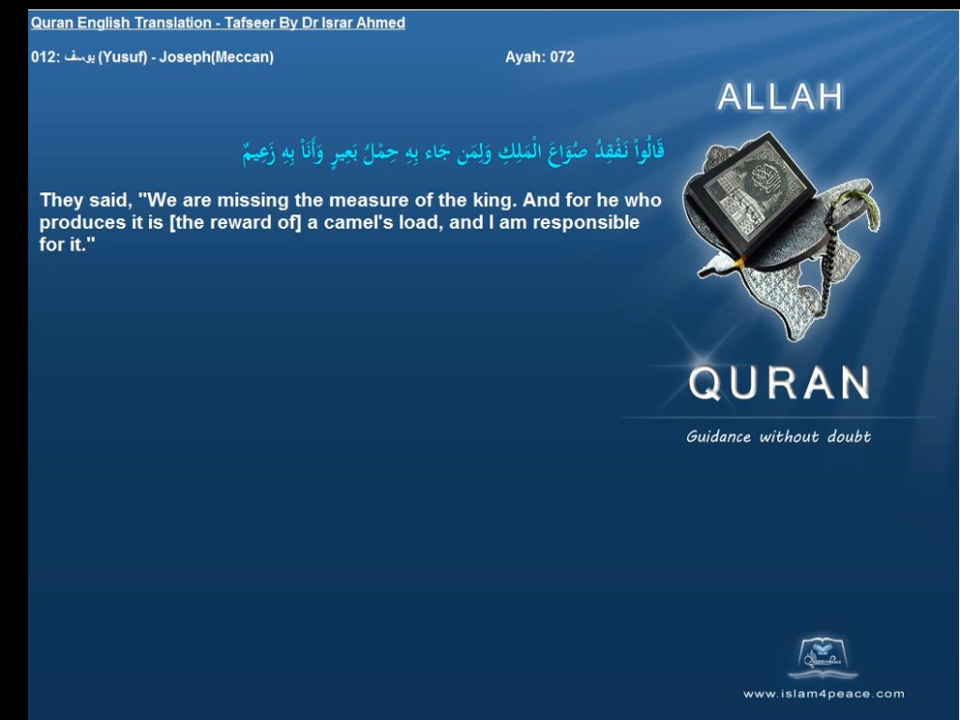 Quran English Translation - Tafseer By Dr Israr Ahmed
012: يوسف (Yusuf) - Joseph(Meccan) Ayah: 072
ALLAH
قَالُواْ نَفْقِدُ صُوَاعَ الْمَلِكِ وَلِمَن جَاء بِهِ حِمْلُ بَعِيرٍ وَأَنَاْ بِهِ زَعِيمٌ
They said, "We are missing the measure of the king. And for he who
produces it is [the reward of] a camel's load, and I am responsible
for it."
QURAN
Guidance without doubt
www.islam4peace.com